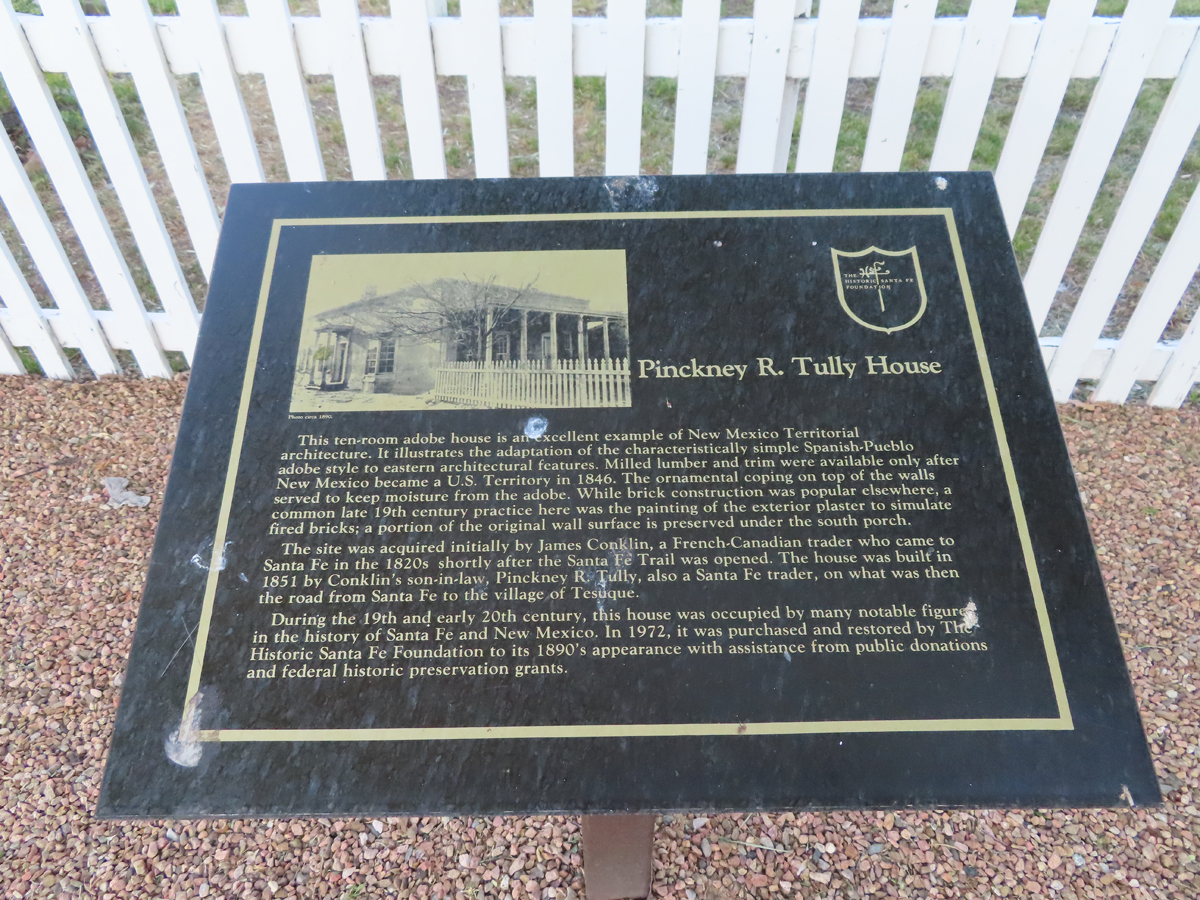 THE
HISTORIC SANTA FE
FOUNDATION
Pinckney R. Tully House
Photo circa 1890.
This ten-room adobe house is an excellent example of New Mexico Territorial
architecture. It illustrates the adaptation of the characteristically simple Spanish-Pueblo
adobe style to eastern architectural features. Milled lumber and trim were available only after
New Mexico became a U.S. Territory in 1846. The ornamental coping on top of the walls
served to keep moisture from the adobe. While brick construction was popular elsewhere, a
common late 19th century practice here was the painting of the exterior plaster to simulate
fired bricks; a portion of the original wall surface is preserved under the south porch.
The site was acquired initially by James Conklin, a French-Canadian trader who came to
Santa Fe in the 1820s shortly after the Santa Fe Trail was opened. The house was built in
1851 by Conklin's son-in-law, Pinckney R. Tully, also a Santa Fe trader, on what was then
the road from Santa Fe to the village of Tesuque.
During the 19th and early 20th century, this house was occupied by many notable figures
in the history of Santa Fe and New Mexico. In 1972, it was purchased and restored by The
Historic Santa Fe Foundation to its 1890's appearance with assistance from public donations
and federal historic preservation grants.